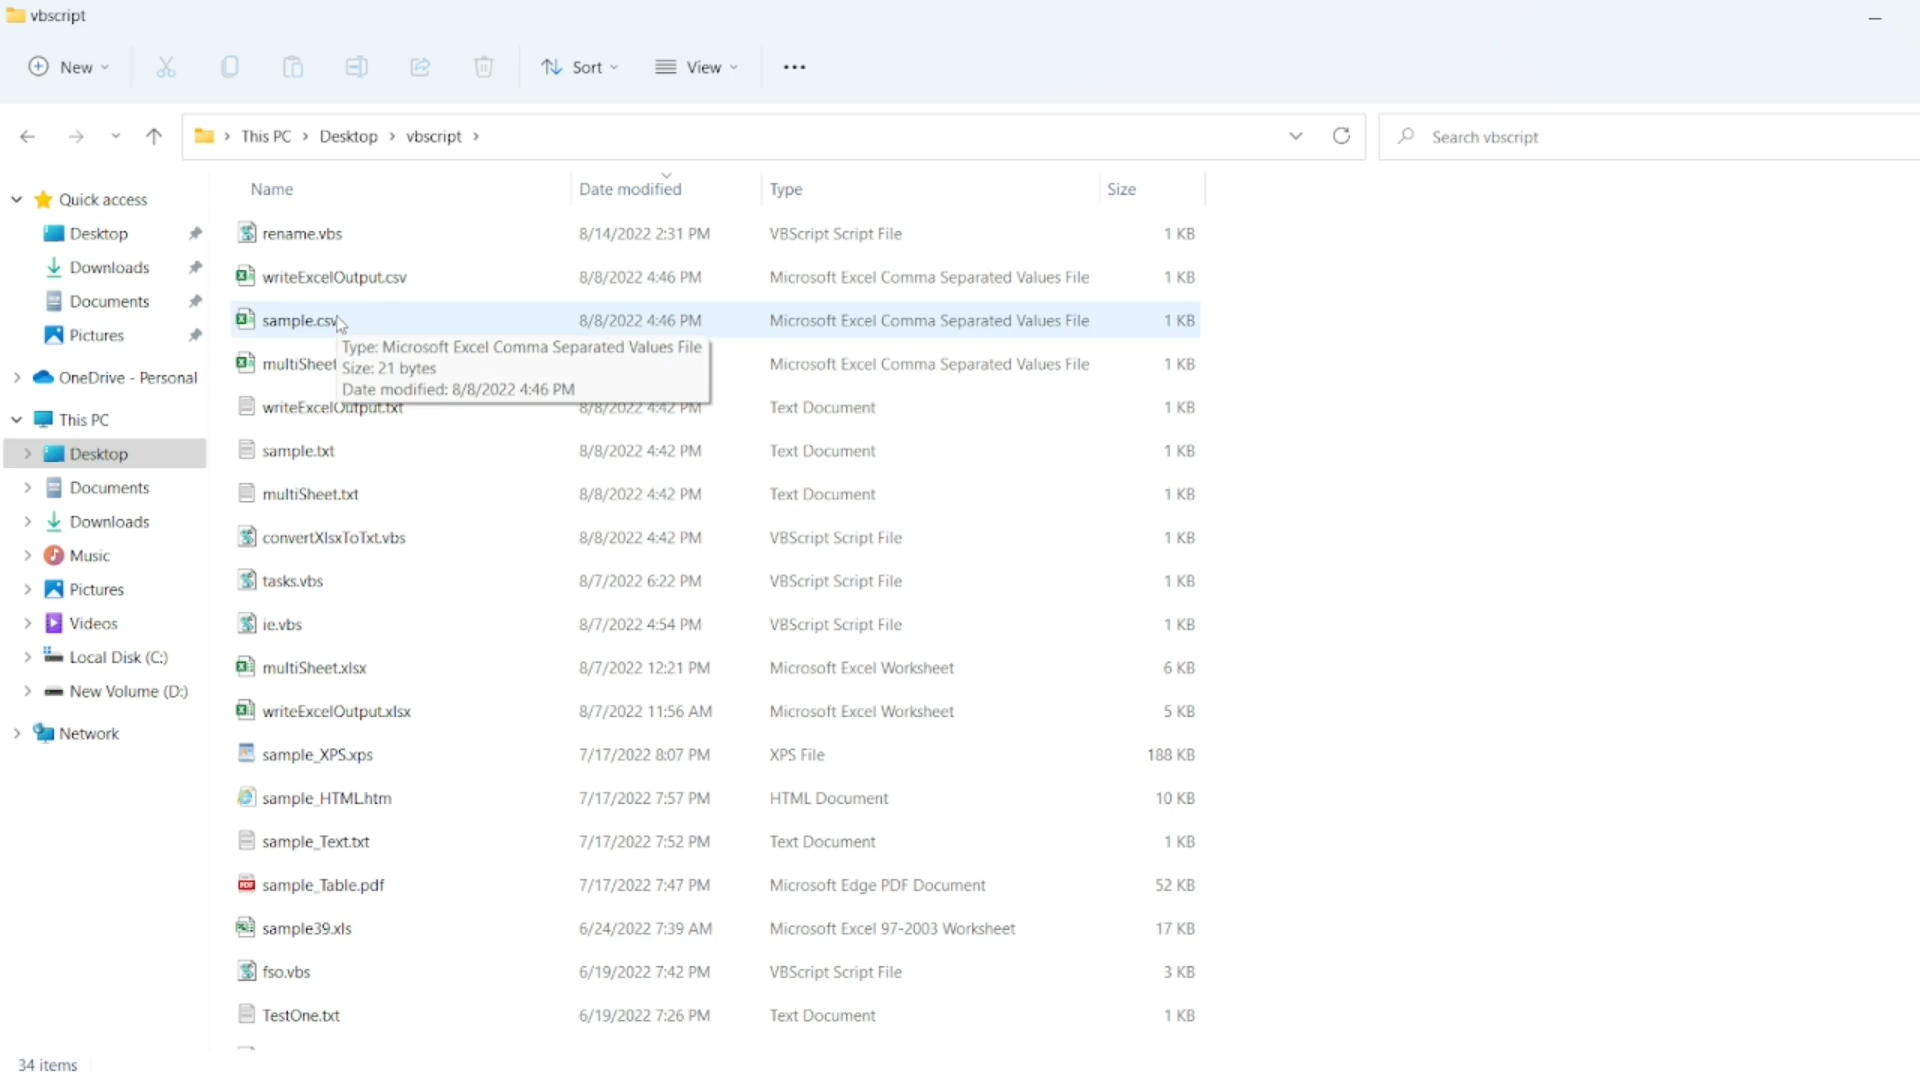 vbscript
New
Sort
View
This PC
Desktop
vbscript
Search vbscript
Name
Date modified
Type
Size
Quick access
Desktop
Downloads
Documents
Pictures
OneDrive - Personal
This PC
Desktop
Documents
Downloads
Music
Pictures
Videos
Local Disk (C:)
New Volume (D:)
Network
rename.vbs 8/14/2022 2:31 PM VBScript Script File 1 KB
writeExcelOutput.csv 8/8/2022 4:46 PM Microsoft Excel Comma Separated Values File 1 KB
sample.csv 8/8/2022 4:46 PM Microsoft Excel Comma Separated Values File 1 KB
Type: Microsoft Excel Comma Separated Values File
Size: 21 bytes
Date modified: 8/8/2022 4:46 PM
multiSheet Microsoft Excel Comma Separated Values File 1 KB
writeExcelOutput.txt 8/8/2022 4:42 PM Text Document 1 KB
sample.txt 8/8/2022 4:42 PM Text Document 1 KB
multiSheet.txt 8/8/2022 4:42 PM Text Document 1 KB
convertXlsxToTxt.vbs 8/8/2022 4:42 PM VBScript Script File 1 KB
tasks.vbs 8/7/2022 6:22 PM VBScript Script File 1 KB
ie.vbs 8/7/2022 4:54 PM VBScript Script File 1 KB
multiSheet.xlsx 8/7/2022 12:21 PM Microsoft Excel Worksheet 6 KB
writeExcelOutput.xlsx 8/7/2022 11:56 AM Microsoft Excel Worksheet 5 KB
sample_XPS.xps 7/17/2022 8:07 PM XPS File 188 KB
sample_HTML.htm 7/17/2022 7:57 PM HTML Document 10 KB
sample_Text.txt 7/17/2022 7:52 PM Text Document 1 KB
sample_Table.pdf 7/17/2022 7:47 PM Microsoft Edge PDF Document 52 KB
sample39.xls 6/24/2022 7:39 AM Microsoft Excel 97-2003 Worksheet 17 KB
fso.vbs 6/19/2022 7:42 PM VBScript Script File 3 KB
TestOne.txt 6/19/2022 7:26 PM Text Document 1 KB
34 items